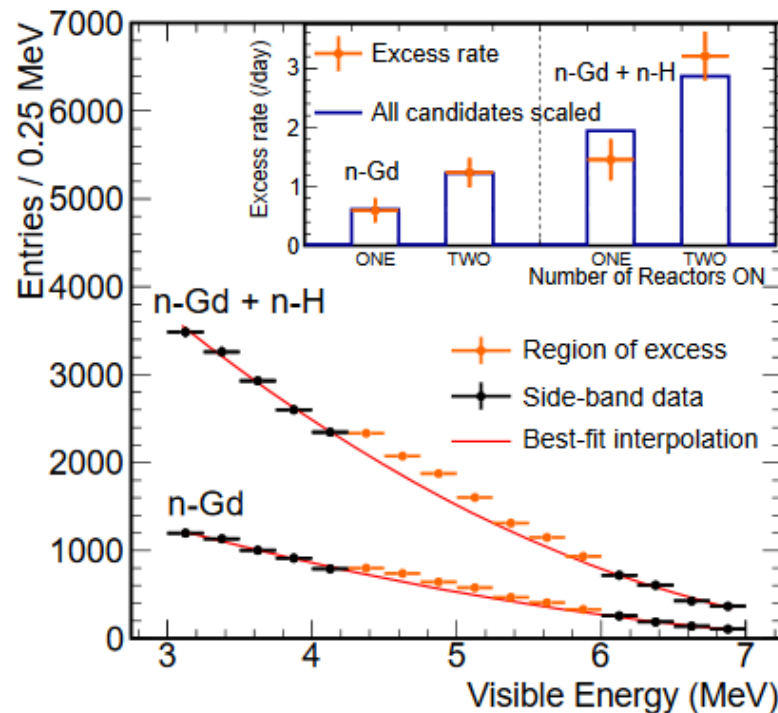 Entries / 0.25 MeV
7000
6000
5000
4000
3000
2000
1000
0
Excess rate (/day)
3
2
1
0
Excess rate
All candidates scaled
n-Gd
n-Gd + n-H
ONE
TWO
ONE
TWO
Number of Reactors ON
n-Gd + n-H
n-Gd
Region of excess
Side-band data
Best-fit interpolation
3
4
5
6
7
Visible Energy (MeV)